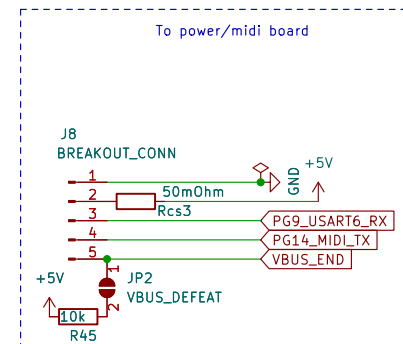 To power/midi board
J8
BREAKOUT_CONN
1
2
3
4
5
50mOhm
Rcs3
GND
+5V
PG9_USART6_RX
PG14_MIDI_TX
VBUS_END
+5V
1
2
JP2
VBUS_DEFEAT
10k
R45